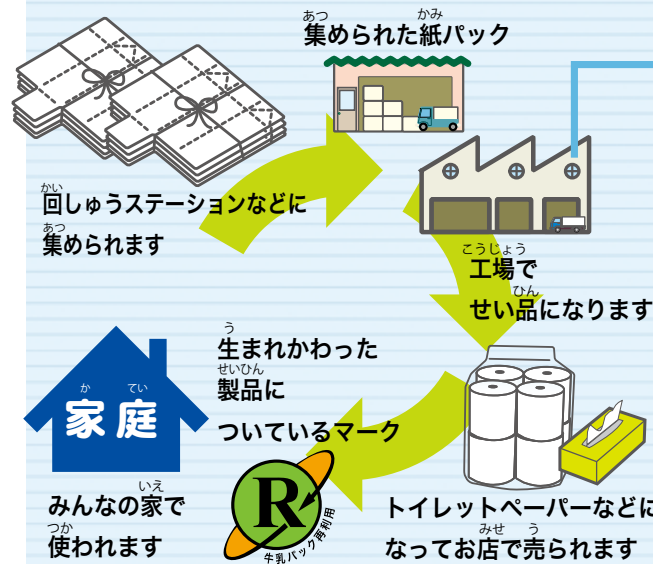 集められた紙パック
回しゅうステーションなどに
集められます
工場で
せい品になります
生まれかわった
製品に
ついているマーク
家庭
みんなの家で
使われます
R
牛乳パック再利用
トイレットペーパーなどに
なってお店で売られます